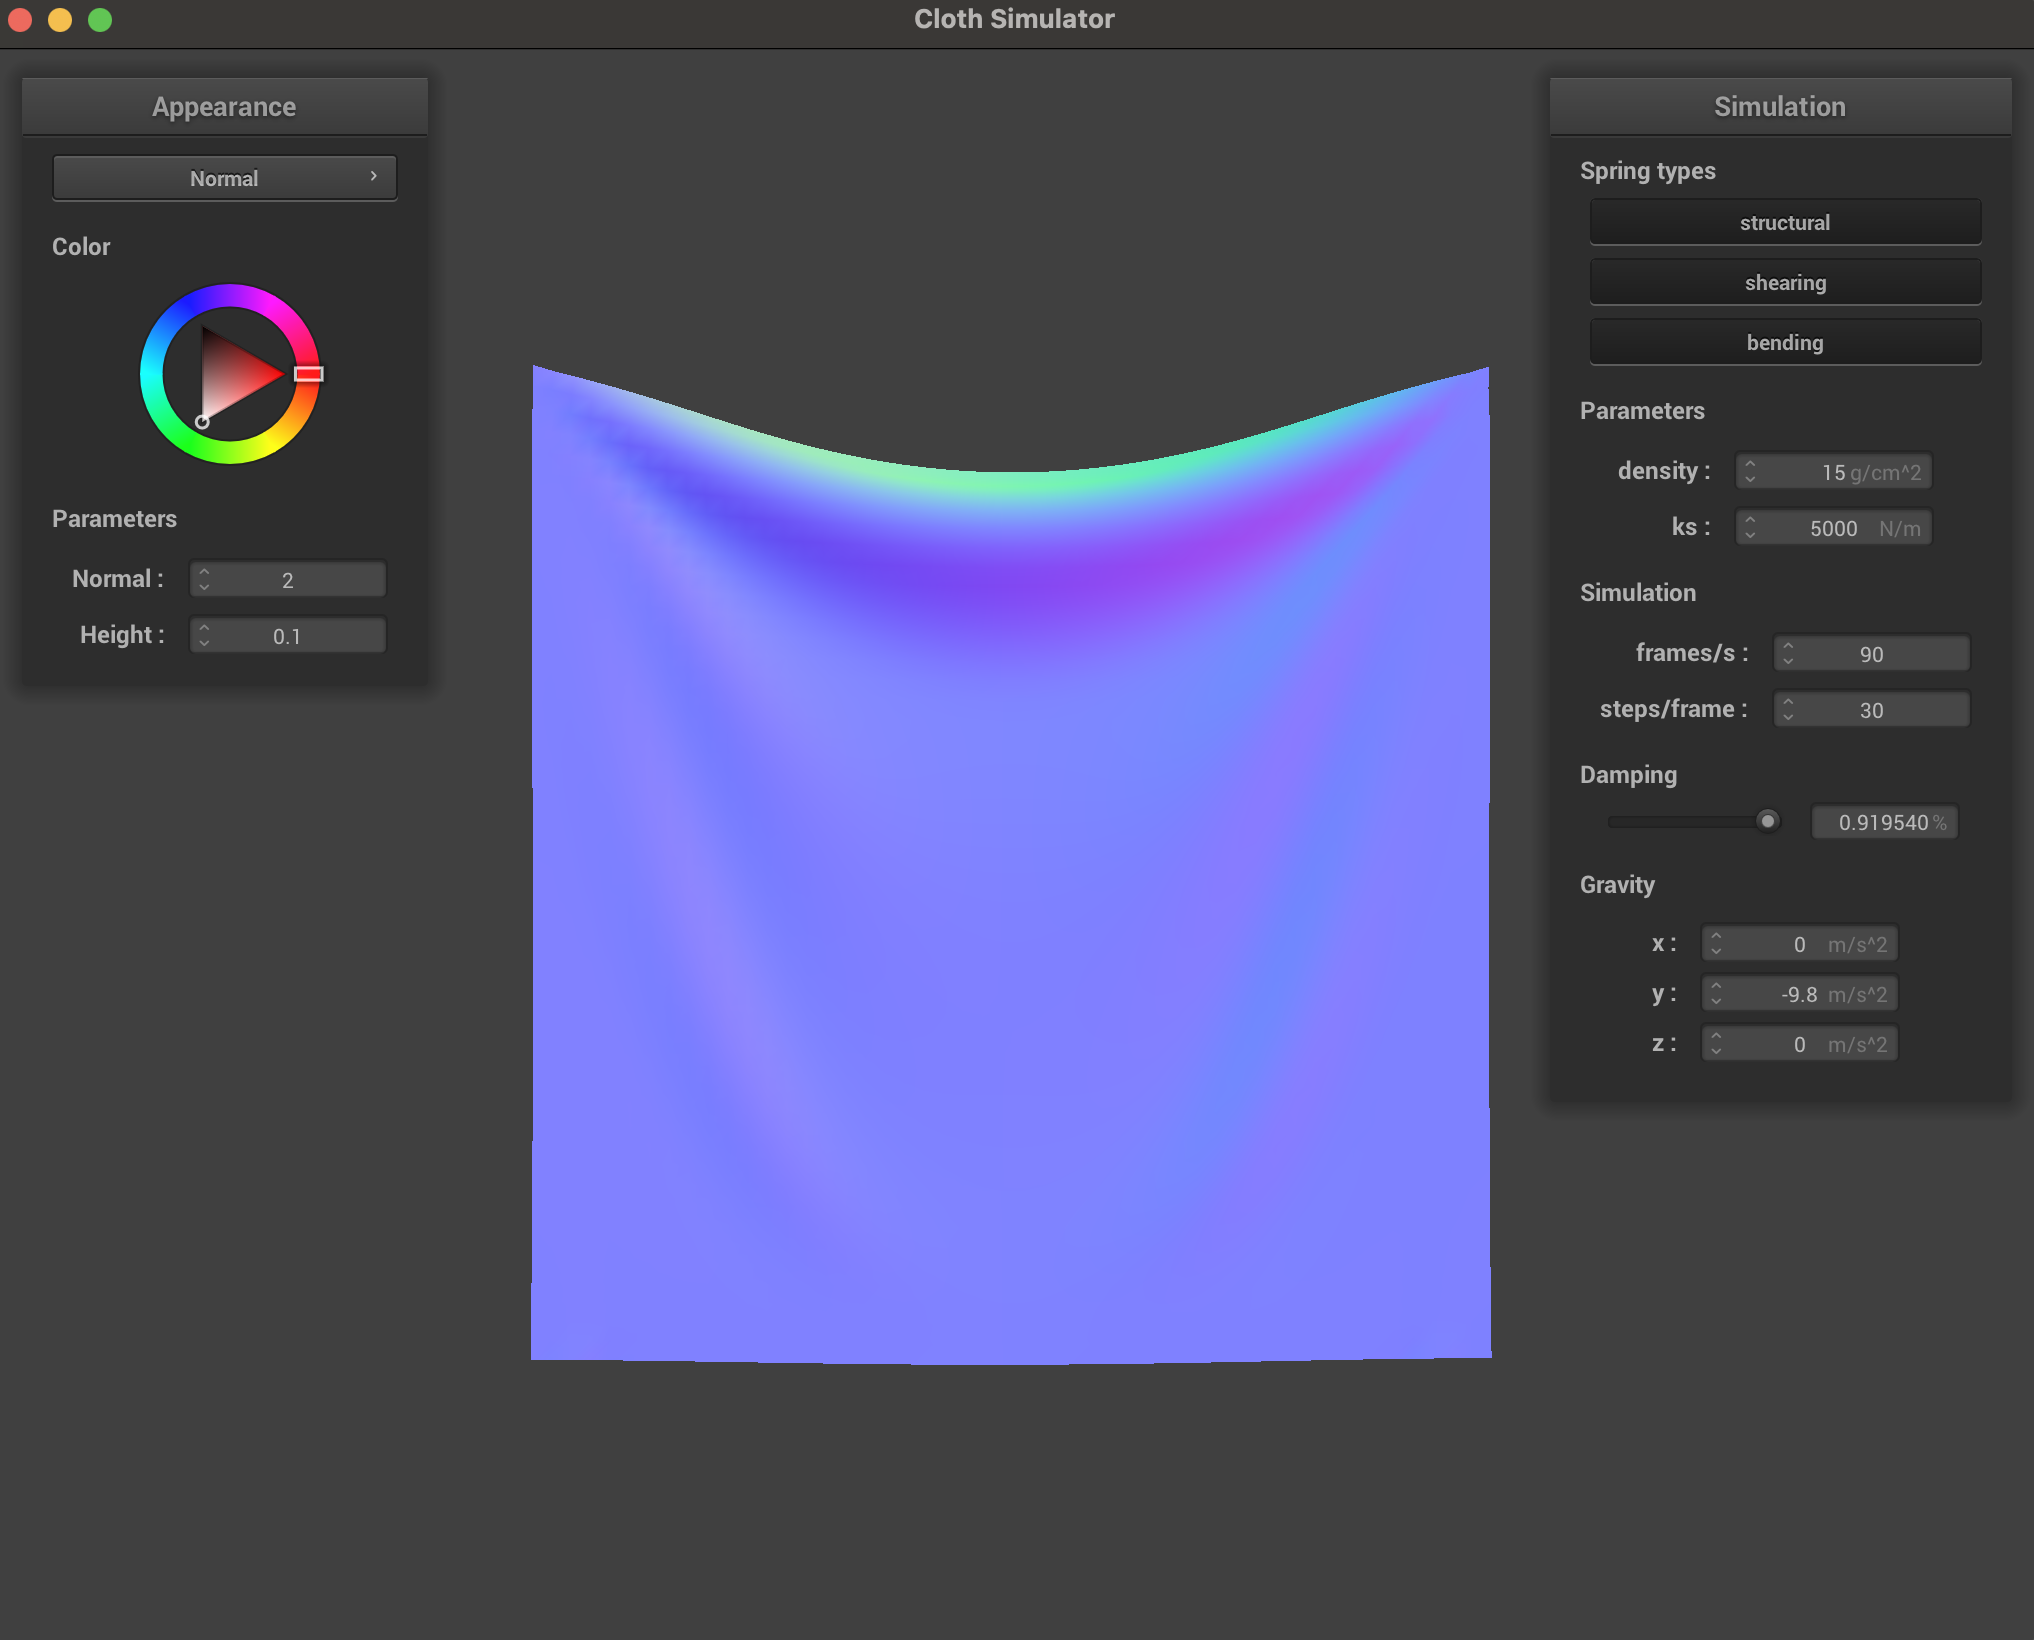 Cloth Simulator
Appearance
Normal
Color
Parameters
Normal : 2
Height : 0.1
Simulation
Spring types
structural
shearing
bending
Parameters
density : 15 g/cm^2
ks : 5000 N/m
Simulation
frames/s : 90
steps/frame : 30
Damping
0.919540 %
Gravity
x : 0 m/s^2
y : -9.8 m/s^2
z : 0 m/s^2